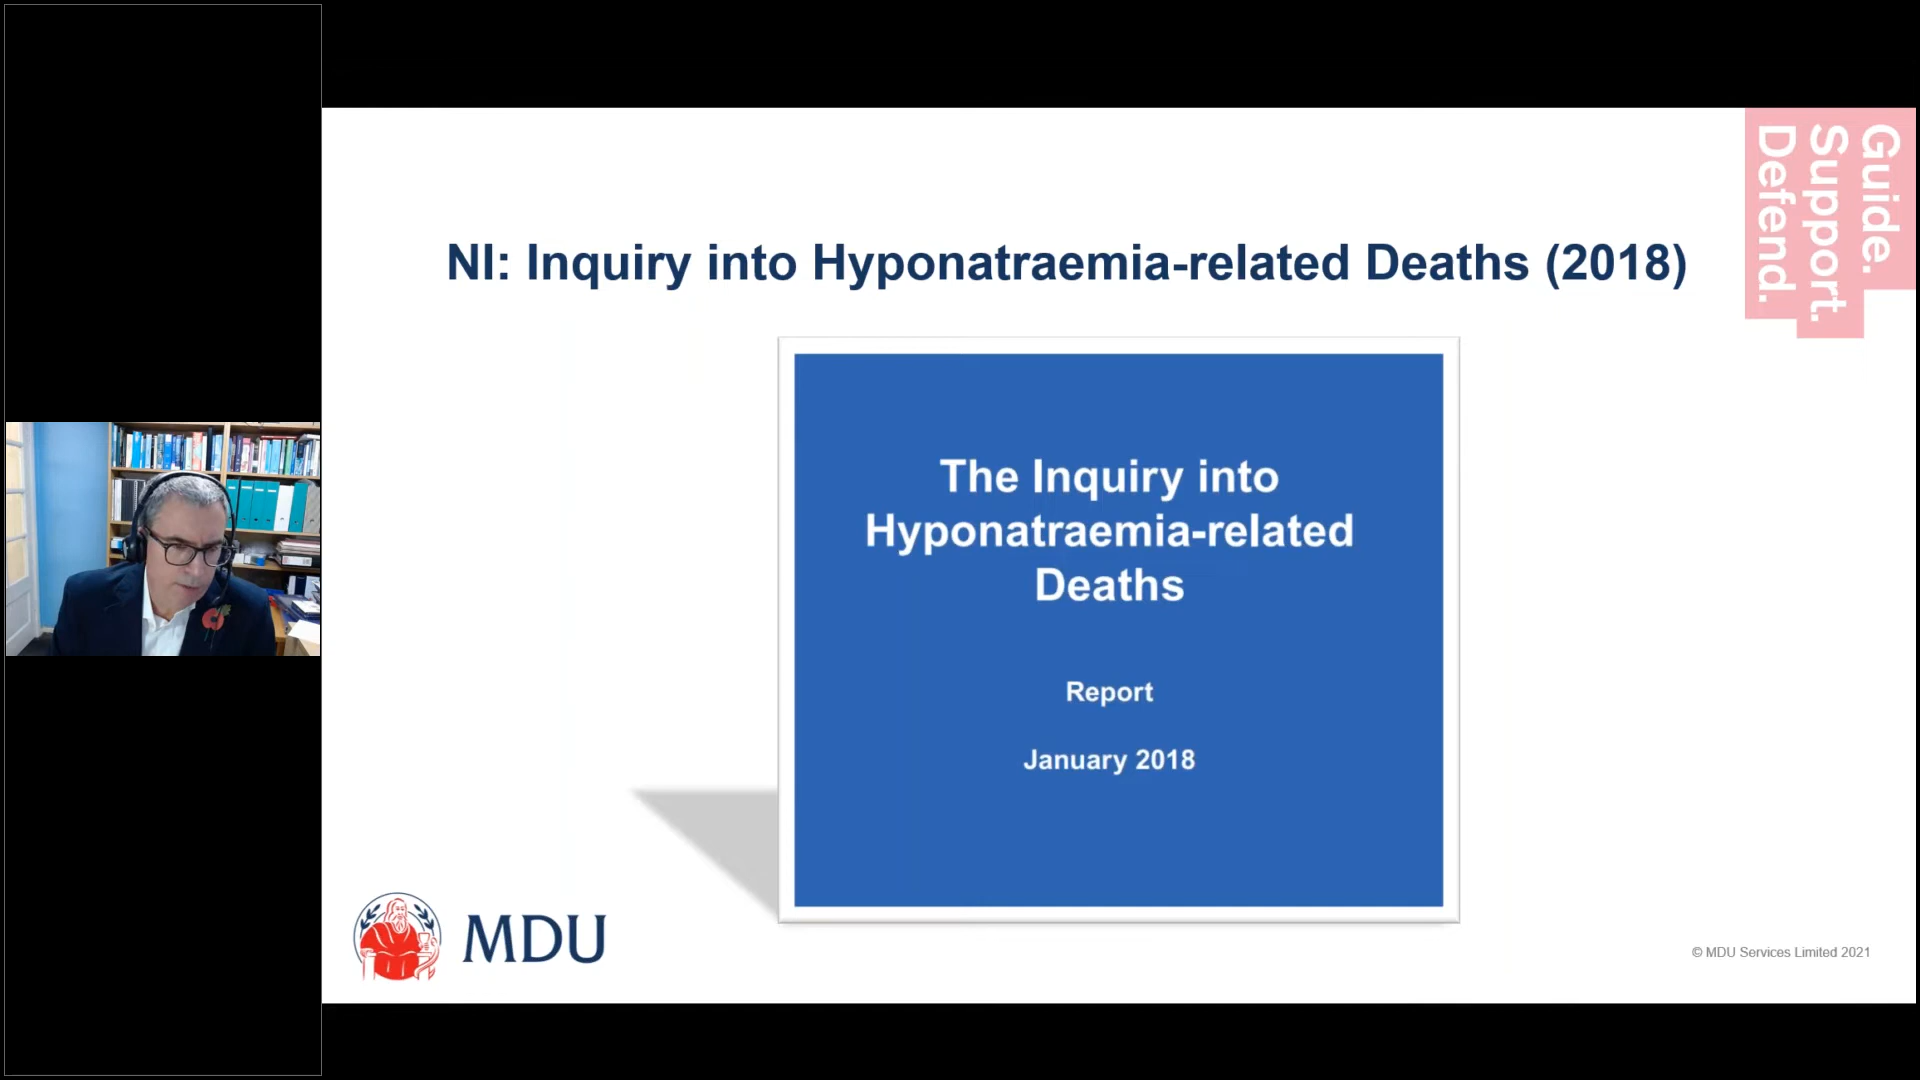 Guide.
Support.
Defend.
NI: Inquiry into Hyponatraemia-related Deaths (2018)
The Inquiry into
Hyponatraemia-related
Deaths
Report
January 2018
MDU
© MDU Services Limited 2021